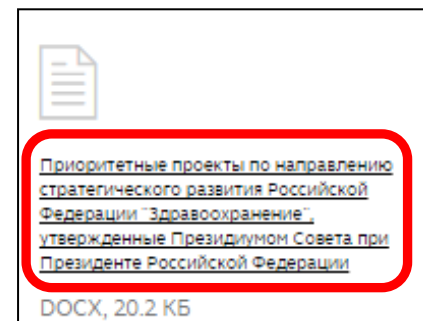 Приоритетные проекты по направлению
стратегического развития Российской
Федерации "Здравоохранение",
утвержденные Президиумом Совета при
Президенте Российской Федерации
DOCX, 20.2 КБ